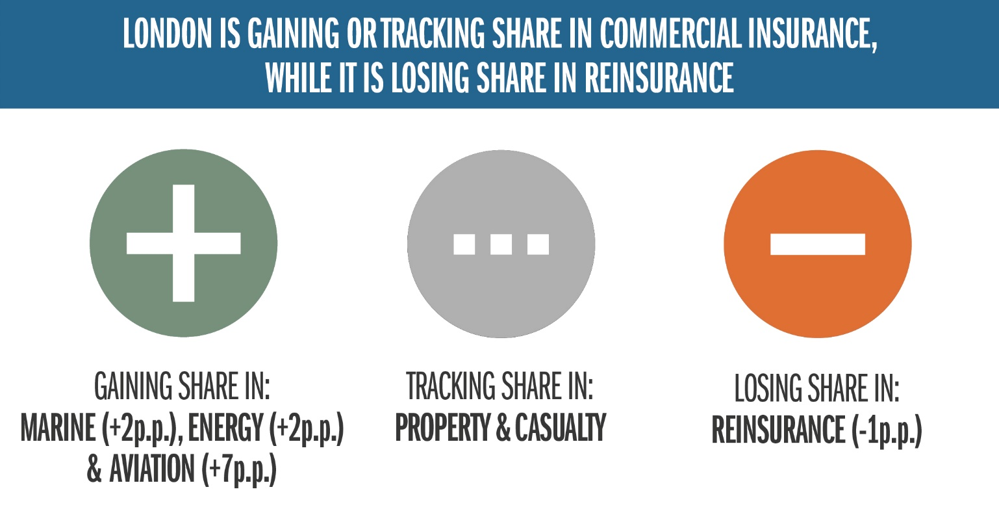 LONDON IS GAINING OR TRACKING SHARE IN COMMERCIAL INSURANCE,
WHILE IT IS LOSING SHARE IN REINSURANCE
GAINING SHARE IN:
MARINE (+2p.p.), ENERGY (+2p.p.)
& AVIATION (+7p.p.)
TRACKING SHARE IN:
PROPERTY & CASUALTY
LOSING SHARE IN:
REINSURANCE (-1p.p.)